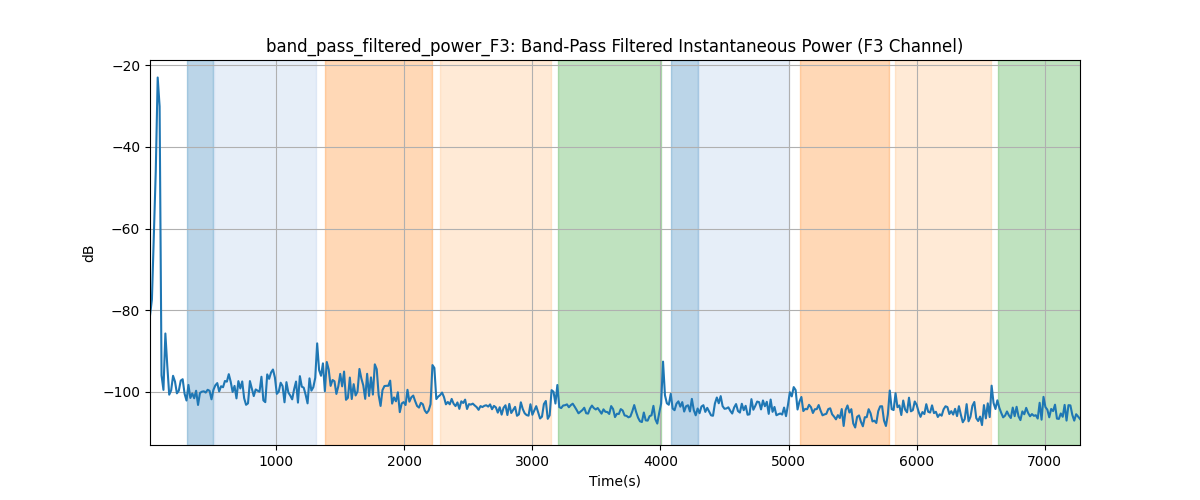 band_pass_filtered_power_F3: Band-Pass Filtered Instantaneous Power (F3 Channel)
−20
−40
−60
−80
−100
dB
1000 2000 3000 4000 5000 6000 7000
Time(s)